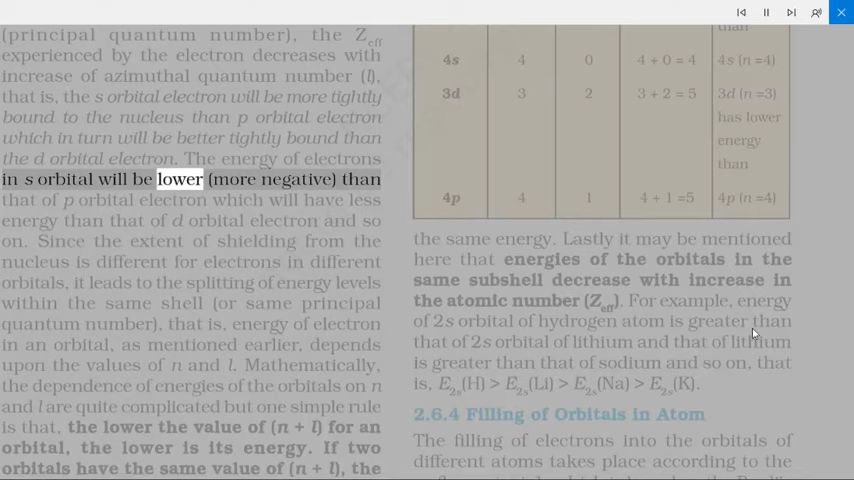 (principal quantum number), the Zeff
experienced by the electron decreases with
increase of azimuthal quantum number (l),
that is, the s orbital electron will be more tightly
bound to the nucleus than p orbital electron
which in turn will be better tightly bound than
the d orbital electron. The energy of electrons
in s orbital will be lower (more negative) than
that of p orbital electron which will have less
energy than that of d orbital electron and so
on. Since the extent of shielding from the
nucleus is different for electrons in different
orbitals, it leads to the splitting of energy levels
within the same shell (or same principal
quantum number), that is, energy of electron
in an orbital, as mentioned earlier, depends
upon the values of n and l. Mathematically,
the dependence of energies of the orbitals on n
and l are quite complicated but one simple rule
is that, the lower the value of (n + l) for an
orbital, the lower is its energy. If two
orbitals have the same value of (n + l), the
than
4s 4 0 4 + 0 = 4 4s (n =4)
3d 3 2 3 + 2 = 5 3d (n =3)
has lower
energy
than
4p 4 1 4 + 1 =5 4p (n =4)
the same energy. Lastly it may be mentioned
here that energies of the orbitals in the
same subshell decrease with increase in
the atomic number (Zeff). For example, energy
of 2s orbital of hydrogen atom is greater than
that of 2s orbital of lithium and that of lithium
is greater than that of sodium and so on, that
is, E2s(H) > E2s(Li) > E2s(Na) > E2s(K).
2.6.4 Filling of Orbitals in Atom
The filling of electrons into the orbitals of
different atoms takes place according to the